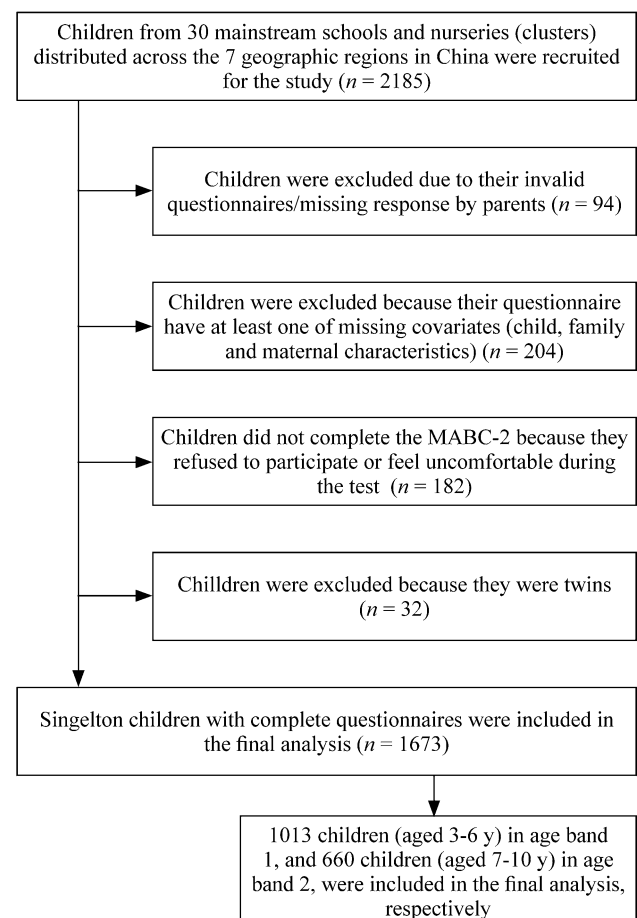 Children from 30 mainstream schools and nurseries (clusters)
distributed across the 7 geographic regions in China were recruited
for the study (n = 2185)
Children were excluded due to their invalid
questionnaires/missing response by parents (n = 94)
Children were excluded because their questionnaire
have at least one of missing covariates (child, family
and maternal characteristics) (n = 204)
Children did not complete the MABC-2 because they
refused to participate or feel uncomfortable during
the test (n = 182)
Chilldren were excluded because they were twins
(n = 32)
Singelton children with complete questionnaires were included in
the final analysis (n = 1673)
1013 children (aged 3-6 y) in age band
1, and 660 children (aged 7-10 y) in age
band 2, were included in the final analysis,
respectively